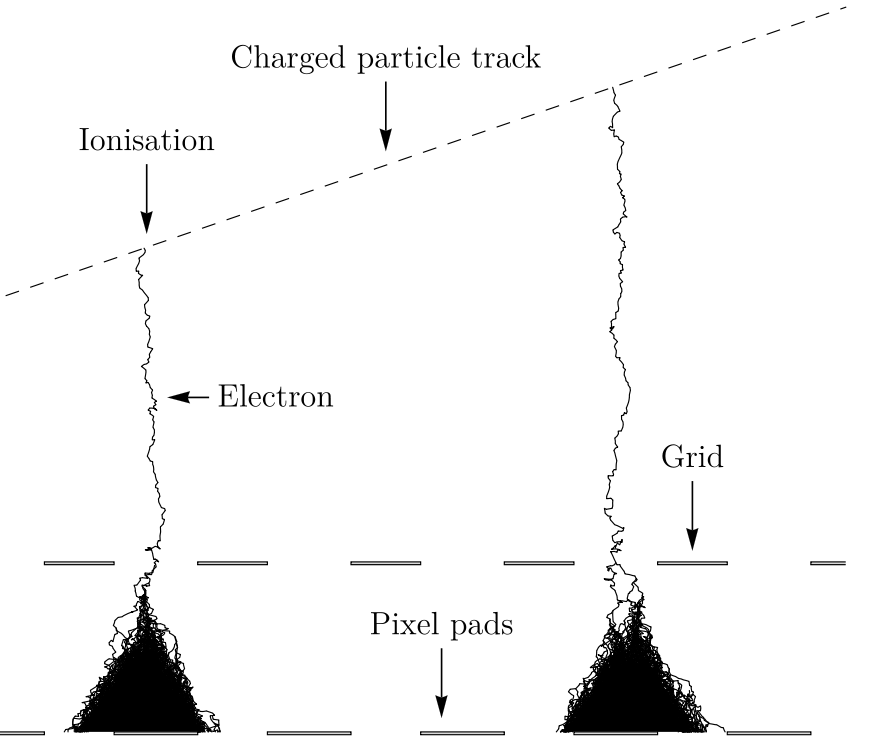 Charged particle track
Ionisation
Electron
Grid
Pixel pads